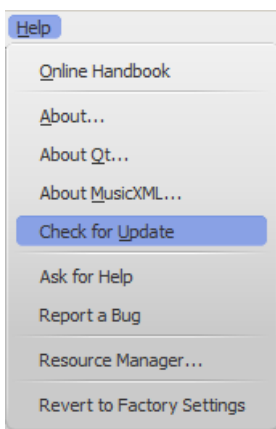 Help
Online Handbook
About...
About Qt...
About MusicXML...
Check for Update
Ask for Help
Report a Bug
Resource Manager...
Revert to Factory Settings